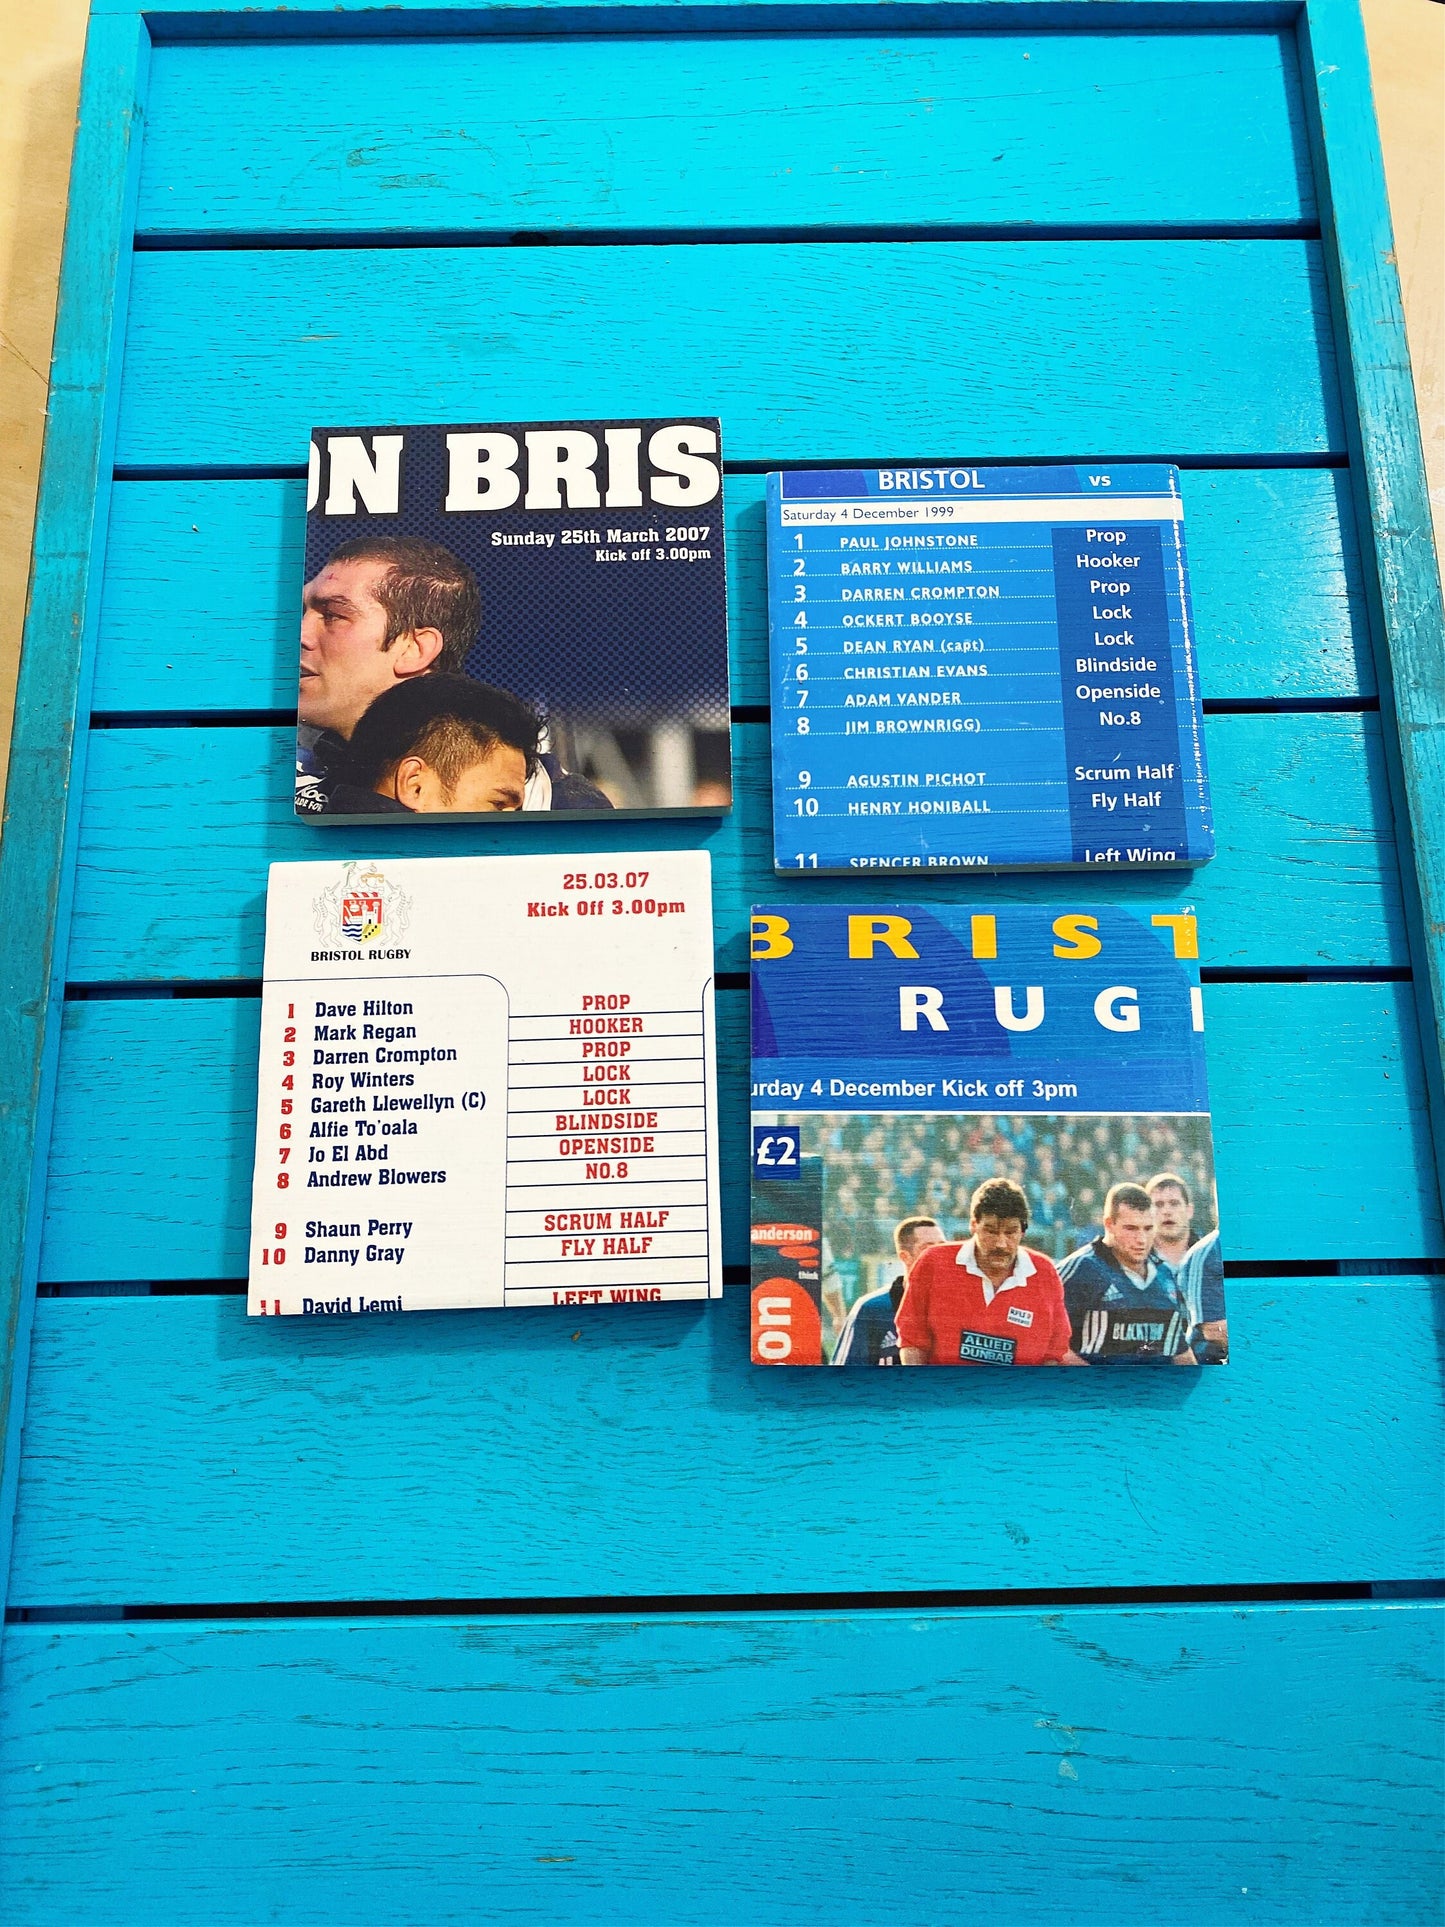 ON BRIS
Sunday 25th March 2007
Kick off 3.00pm
BRISTOL vs
Saturday 4 December 1999
1 PAUL JOHNSTONE Prop
2 BARRY WILLIAMS Hooker
3 DARREN CROMPTON Prop
4 OCKERT BOOYSE Lock
5 DEAN RYAN (capt) Lock
6 CHRISTIAN EVANS Blindside
7 ADAM VANDER Openside
8 JIM BROWNRIGG) No.8
9 AGUSTIN PICHOT Scrum Half
10 HENRY HONIBALL Fly Half
11 SPENCER BROWN Left Wing
25.03.07
Kick Off 3.00pm
BRISTOL RUGBY
1 Dave Hilton PROP
2 Mark Regan HOOKER
3 Darren Crompton PROP
4 Roy Winters LOCK
5 Gareth Llewellyn (C) LOCK
6 Alfie To'oala BLINDSIDE
7 Jo El Abd OPENSIDE
8 Andrew Blowers NO.8
9 Shaun Perry SCRUM HALF
10 Danny Gray FLY HALF
11 David Lemi LEFT WING
BRIST
RUG
urday 4 December Kick off 3pm
£2
anderson
think
on
ALLIED
DUNBAR